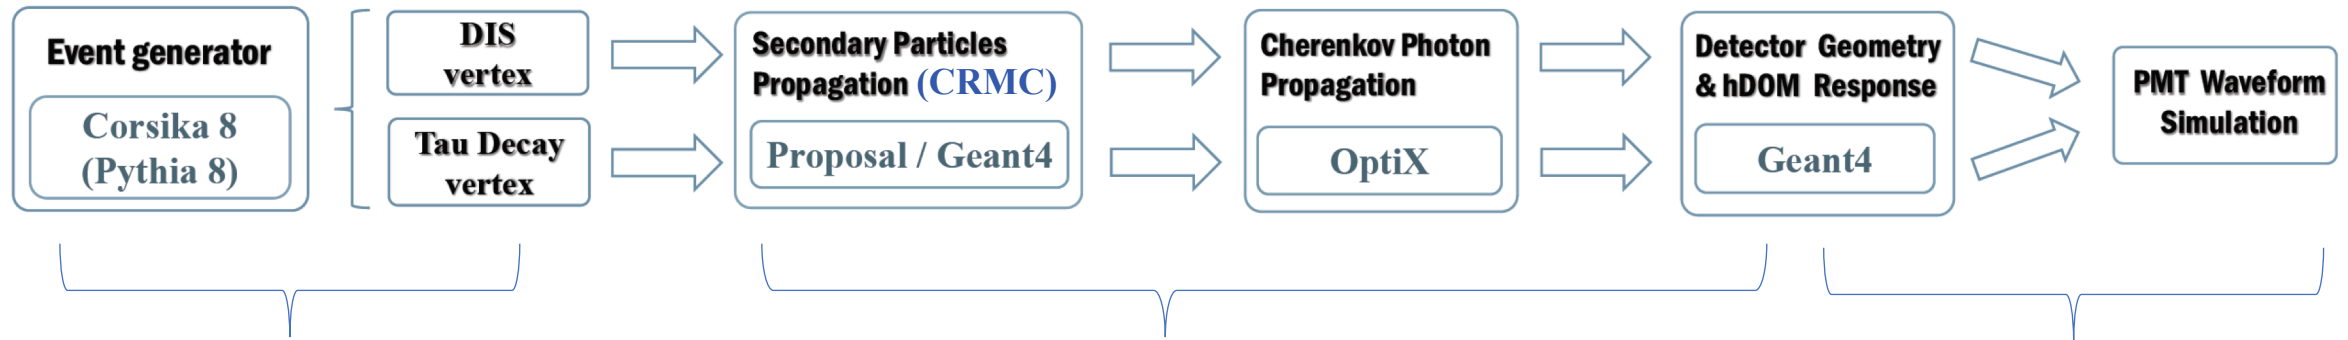 Event generator
Corsika 8
(Pythia 8)
DIS
vertex
Tau Decay
vertex
Secondary Particles
Propagation (CRMC)
Proposal / Geant4
Cherenkov Photon
Propagation
OptiX
Detector Geometry
& hDOM Response
Geant4
PMT Waveform
Simulation